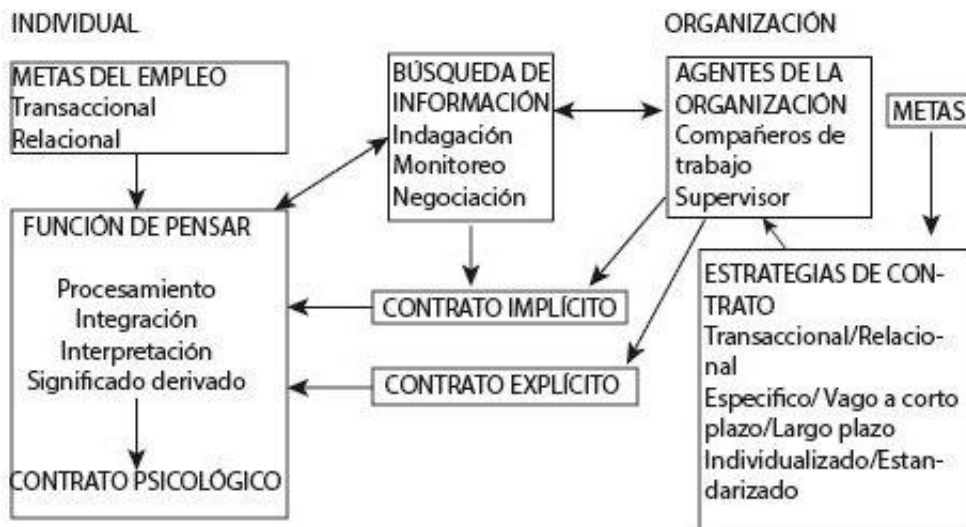 INDIVIDUAL
METAS DEL EMPLEO
Transaccional
Relacional
FUNCIÓN DE PENSAR
Procesamiento
Integración
Interpretación
Significado derivado
CONTRATO PSICOLÓGICO
BÚSQUEDA DE
INFORMACIÓN
Indagación
Monitoreo
Negociación
CONTRATO IMPLÍCITO
CONTRATO EXPLÍCITO
ORGANIZACIÓN
AGENTES DE LA
ORGANIZACIÓN
Compañeros de
trabajo
Supervisor
METAS
ESTRATEGIAS DE CON-
TRATO
Transaccional/Relacio-
nal
Especifico/ Vago a corto
plazo/Largo plazo
Individualizado/Estan-
darizado